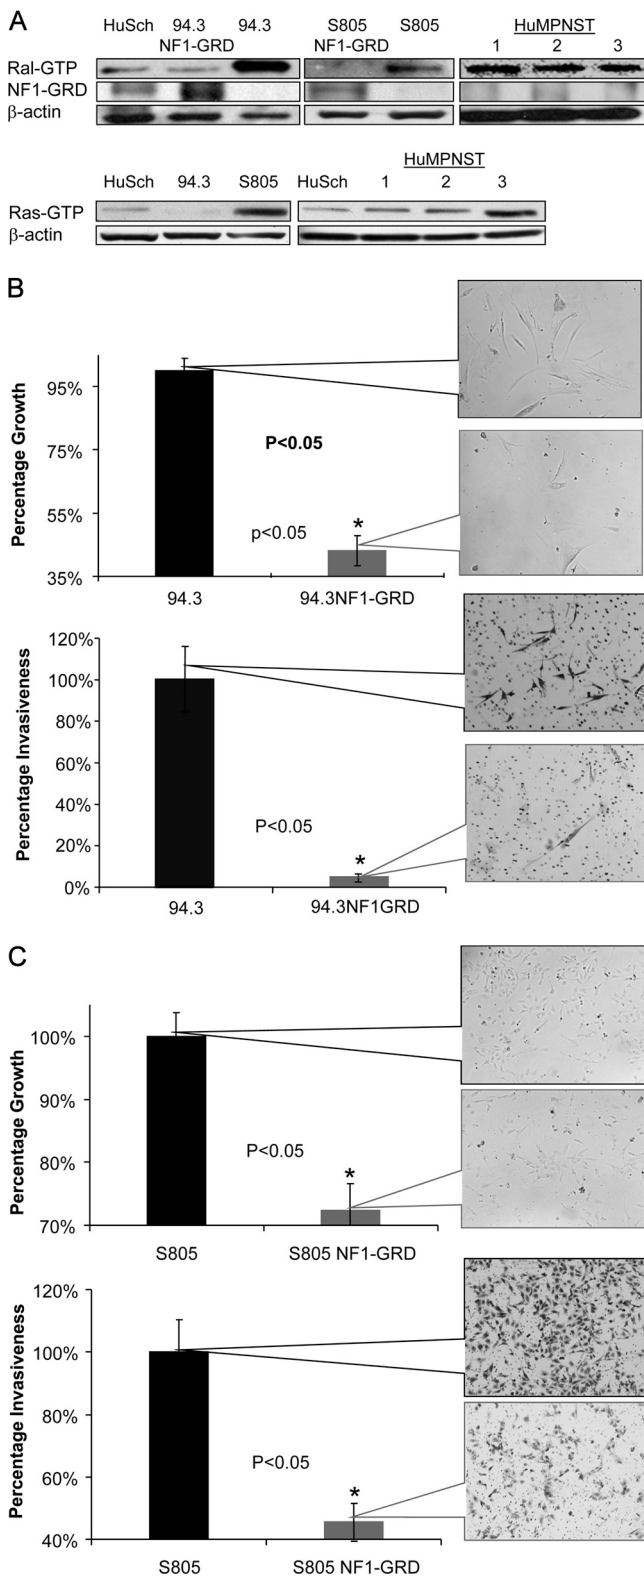 A
HuSch 94.3 94.3 S805 S805 HuMPNST
NF1-GRD NF1-GRD 1 2 3
Ral-GTP
NF1-GRD
β-actin
HuMPNST
HuSch 94.3 S805 HuSch 1 2 3
Ras-GTP
β-actin
B
Percentage Growth
95%
75%
55%
35%
P<0.05
p<0.05
*
94.3 94.3NF1-GRD
Percentage Invasiveness
120%
100%
80%
60%
40%
20%
0%
P<0.05
*
94.3 94.3NF1GRD
C
Percentage Growth
100%
90%
80%
70%
P<0.05
*
S805 S805 NF1-GRD
Percentage Invasiveness
120%
100%
80%
60%
40%
P<0.05
*
S805 S805 NF1-GRD